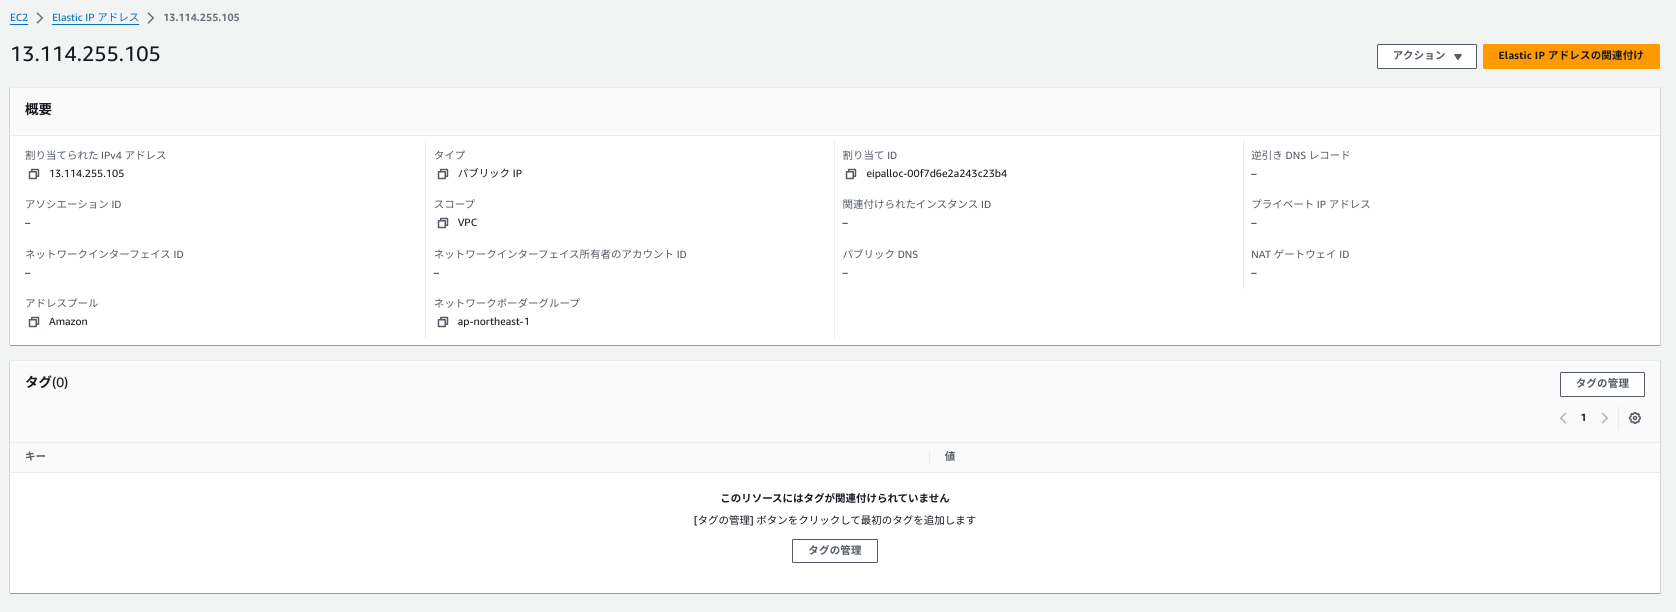 EC2 > Elastic IP アドレス > 13.114.255.105
13.114.255.105
アクション ▼
Elastic IP アドレスの関連付け
概要
割り当てられた IPv4 アドレス
13.114.255.105
タイプ
パブリック IP
割り当て ID
eipalloc-00f7d6e2a243c23b4
逆引き DNS レコード
–
アソシエーション ID
–
スコープ
VPC
関連付けられたインスタンス ID
–
プライベート IP アドレス
–
ネットワークインターフェイス ID
–
ネットワークインターフェイス所有者のアカウント ID
–
パブリック DNS
–
NAT ゲートウェイ ID
–
アドレスプール
Amazon
ネットワークボーダーグループ
ap-northeast-1
タグ(0)
タグの管理
< 1 >
キー
値
このリソースにはタグが関連付けられていません
[タグの管理] ボタンをクリックして最初のタグを追加します
タグの管理